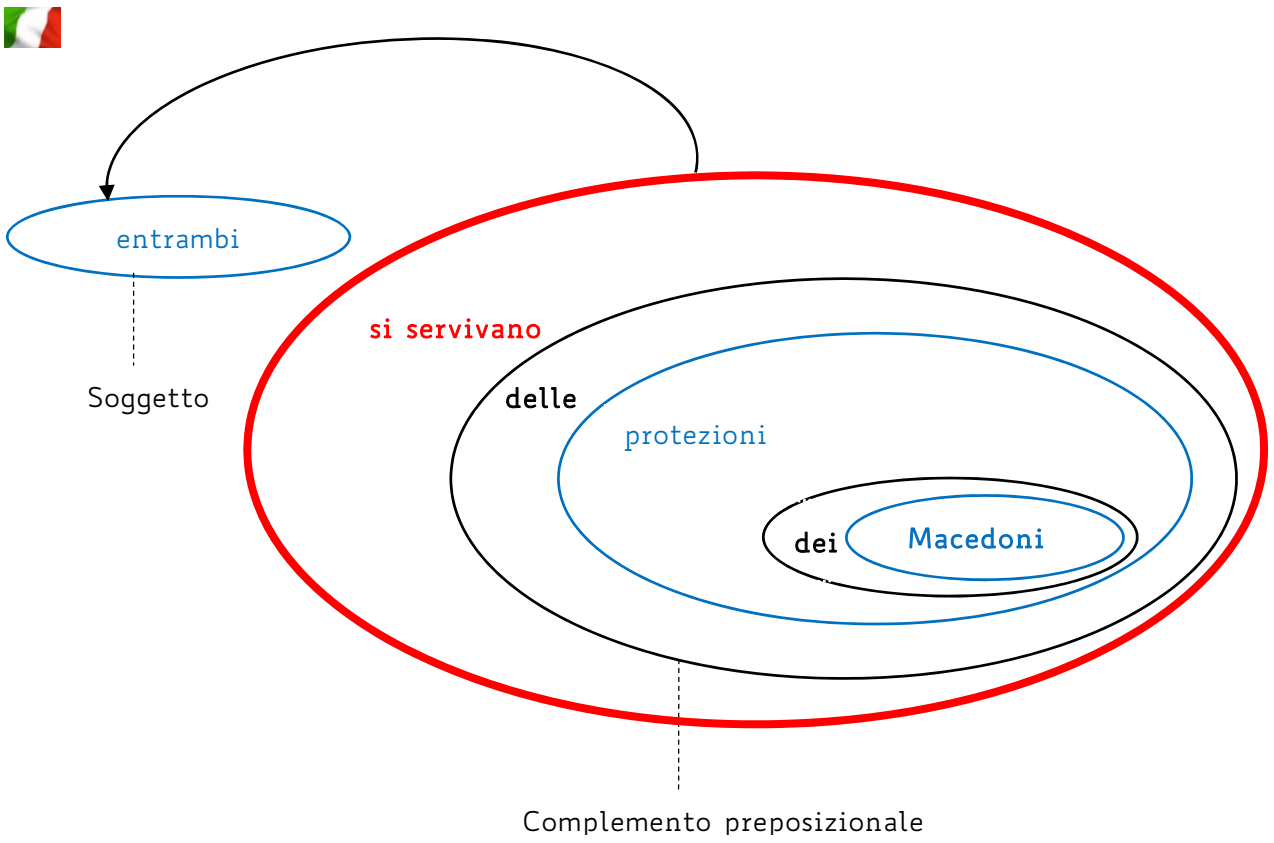 entrambi
si servivano
Soggetto
delle
protezioni
dei
Macedoni
Complemento preposizionale